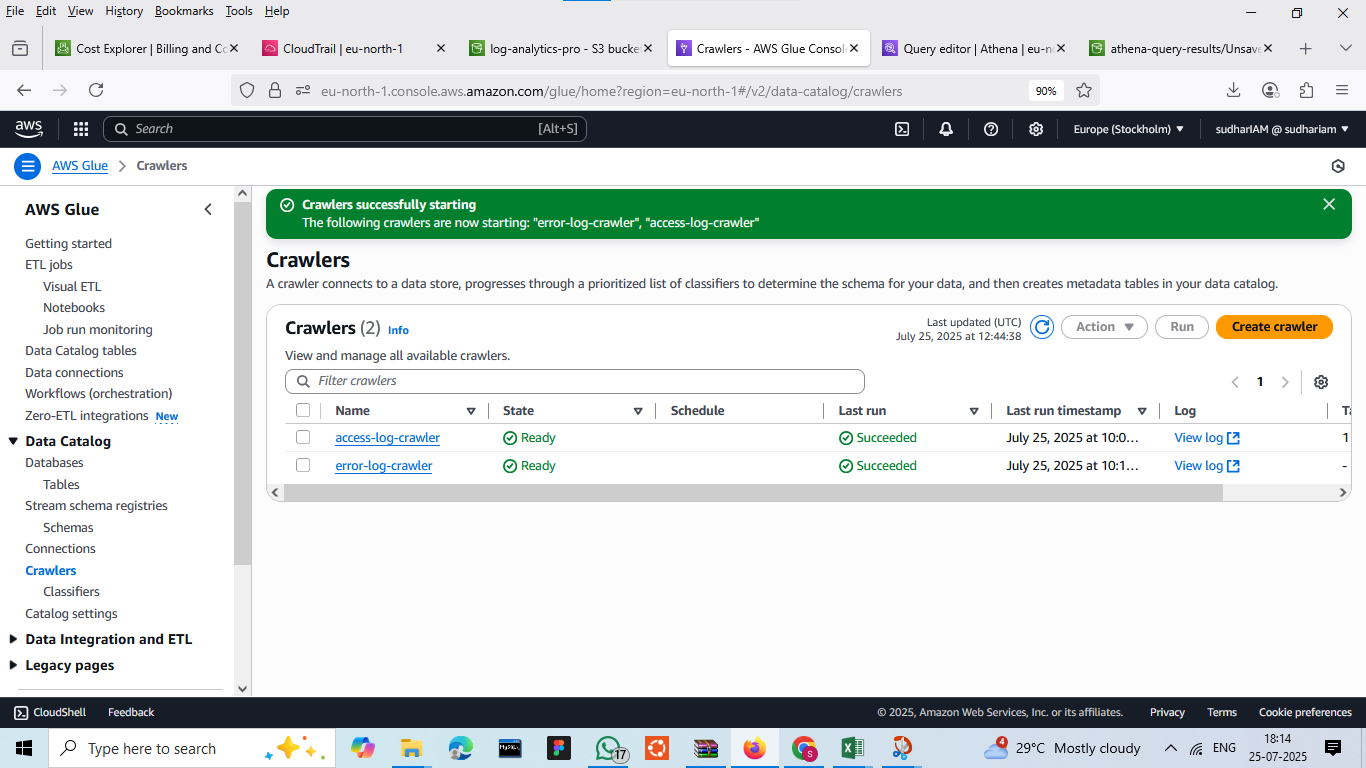 File Edit View History Bookmarks Tools Help
Cost Explorer | Billing and Co
CloudTrail | eu-north-1
log-analytics-pro - S3 bucke
Crawlers - AWS Glue Consol
Query editor | Athena | eu-n
athena-query-results/Unsave
eu-north-1.console.aws.amazon.com/glue/home?region=eu-north-1#/v2/data-catalog/crawlers
90%
aws
Search [Alt+S]
Europe (Stockholm)
sudharIAM @ sudhariam
AWS Glue > Crawlers
AWS Glue
Getting started
ETL jobs
Visual ETL
Notebooks
Job run monitoring
Data Catalog tables
Data connections
Workflows (orchestration)
Zero-ETL integrations New
Data Catalog
Databases
Tables
Stream schema registries
Schemas
Connections
Crawlers
Classifiers
Catalog settings
Data Integration and ETL
Legacy pages
Crawlers successfully starting
The following crawlers are now starting: "error-log-crawler", "access-log-crawler"
Crawlers
A crawler connects to a data store, progresses through a prioritized list of classifiers to determine the schema for your data, and then creates metadata tables in your data catalog.
Crawlers (2) Info
Last updated (UTC)
July 25, 2025 at 12:44:38
Action
Run
Create crawler
View and manage all available crawlers.
Filter crawlers
1
Name State Schedule Last run Last run timestamp Log Ta
access-log-crawler Ready Succeeded July 25, 2025 at 10:0... View log 1
error-log-crawler Ready Succeeded July 25, 2025 at 10:1... View log -
CloudShell Feedback
© 2025, Amazon Web Services, Inc. or its affiliates. Privacy Terms Cookie preferences
Type here to search
MySQL
17
4
29°C Mostly cloudy
ENG
18:14
25-07-2025